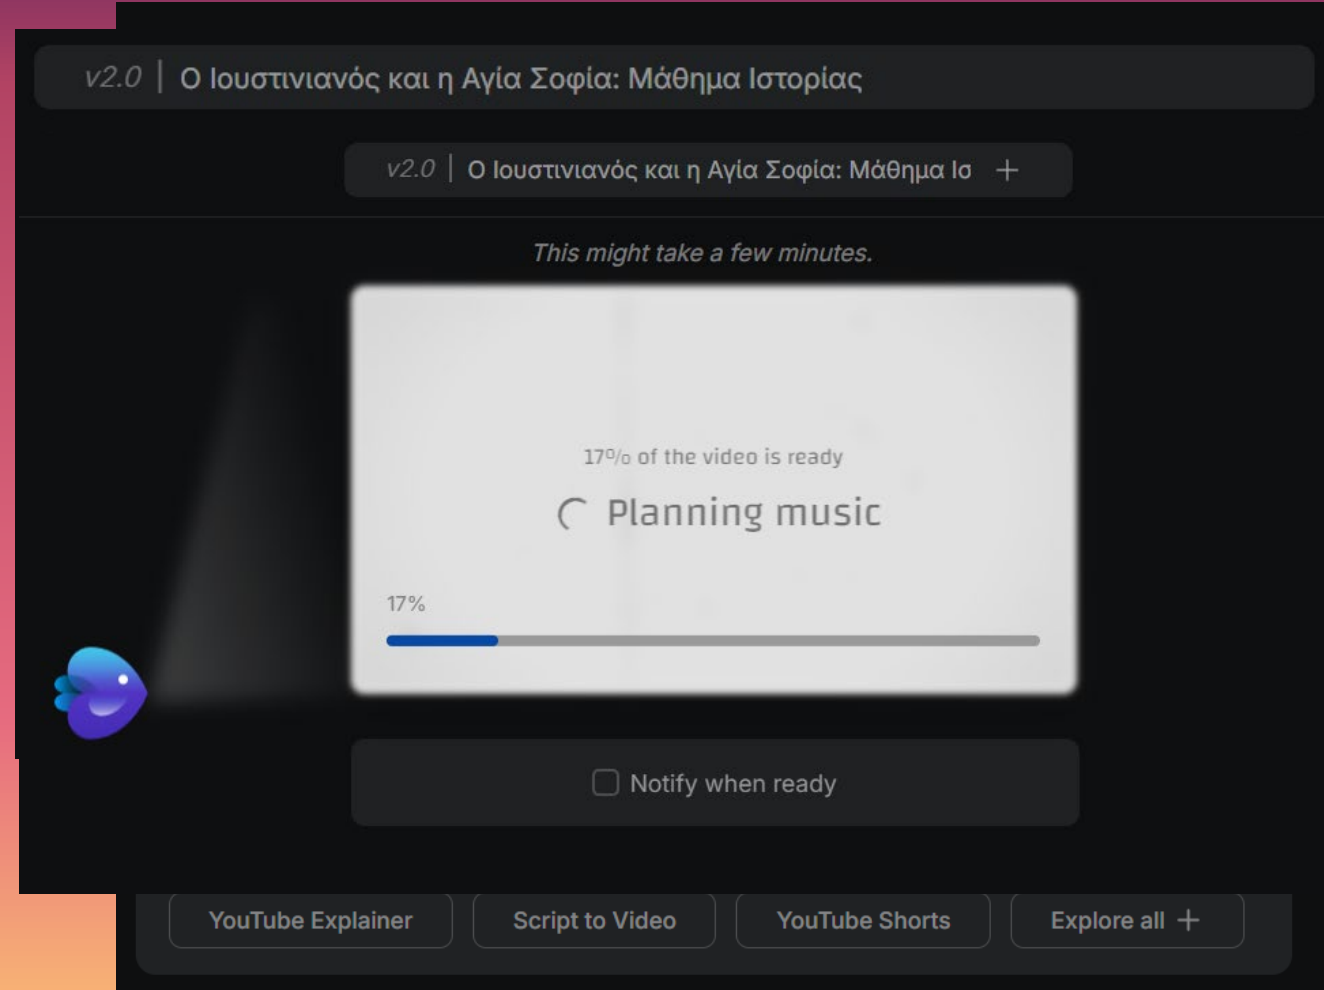 v2.0 | Ο Ιουστινιανός και η Αγία Σοφία: Μάθημα Ιστορίας
v2.0 | Ο Ιουστινιανός και η Αγία Σοφία: Μάθημα Ισ +
This might take a few minutes.
17% of the video is ready
Planning music
17%
Notify when ready
YouTube Explainer
Script to Video
YouTube Shorts
Explore all +